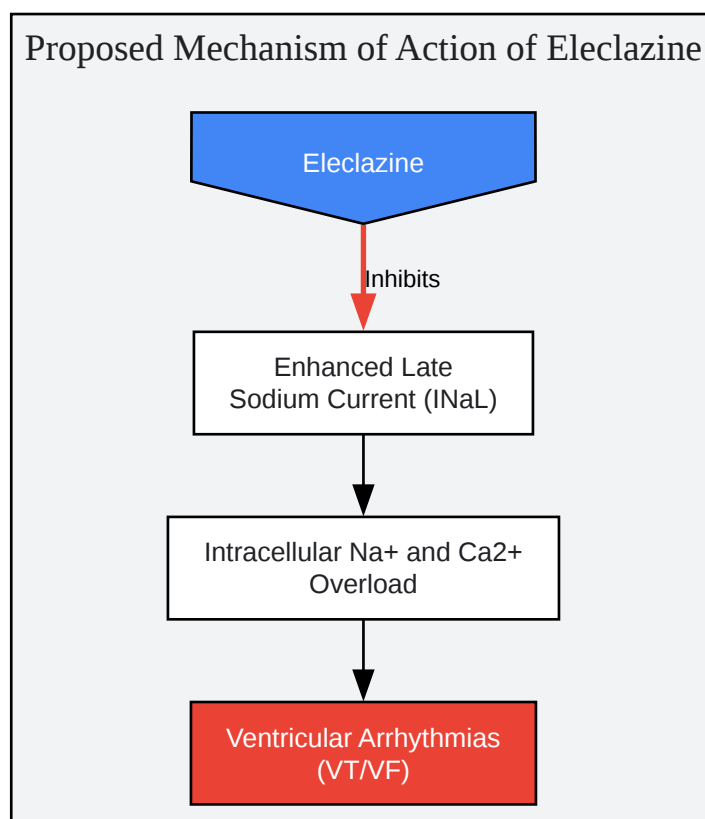 Proposed Mechanism of Action of Eleclazine
Eleclazine
Inhibits
Enhanced Late
Sodium Current (INaL)
Intracellular Na+ and Ca2+
Overload
Ventricular Arrhythmias
(VT/VF)